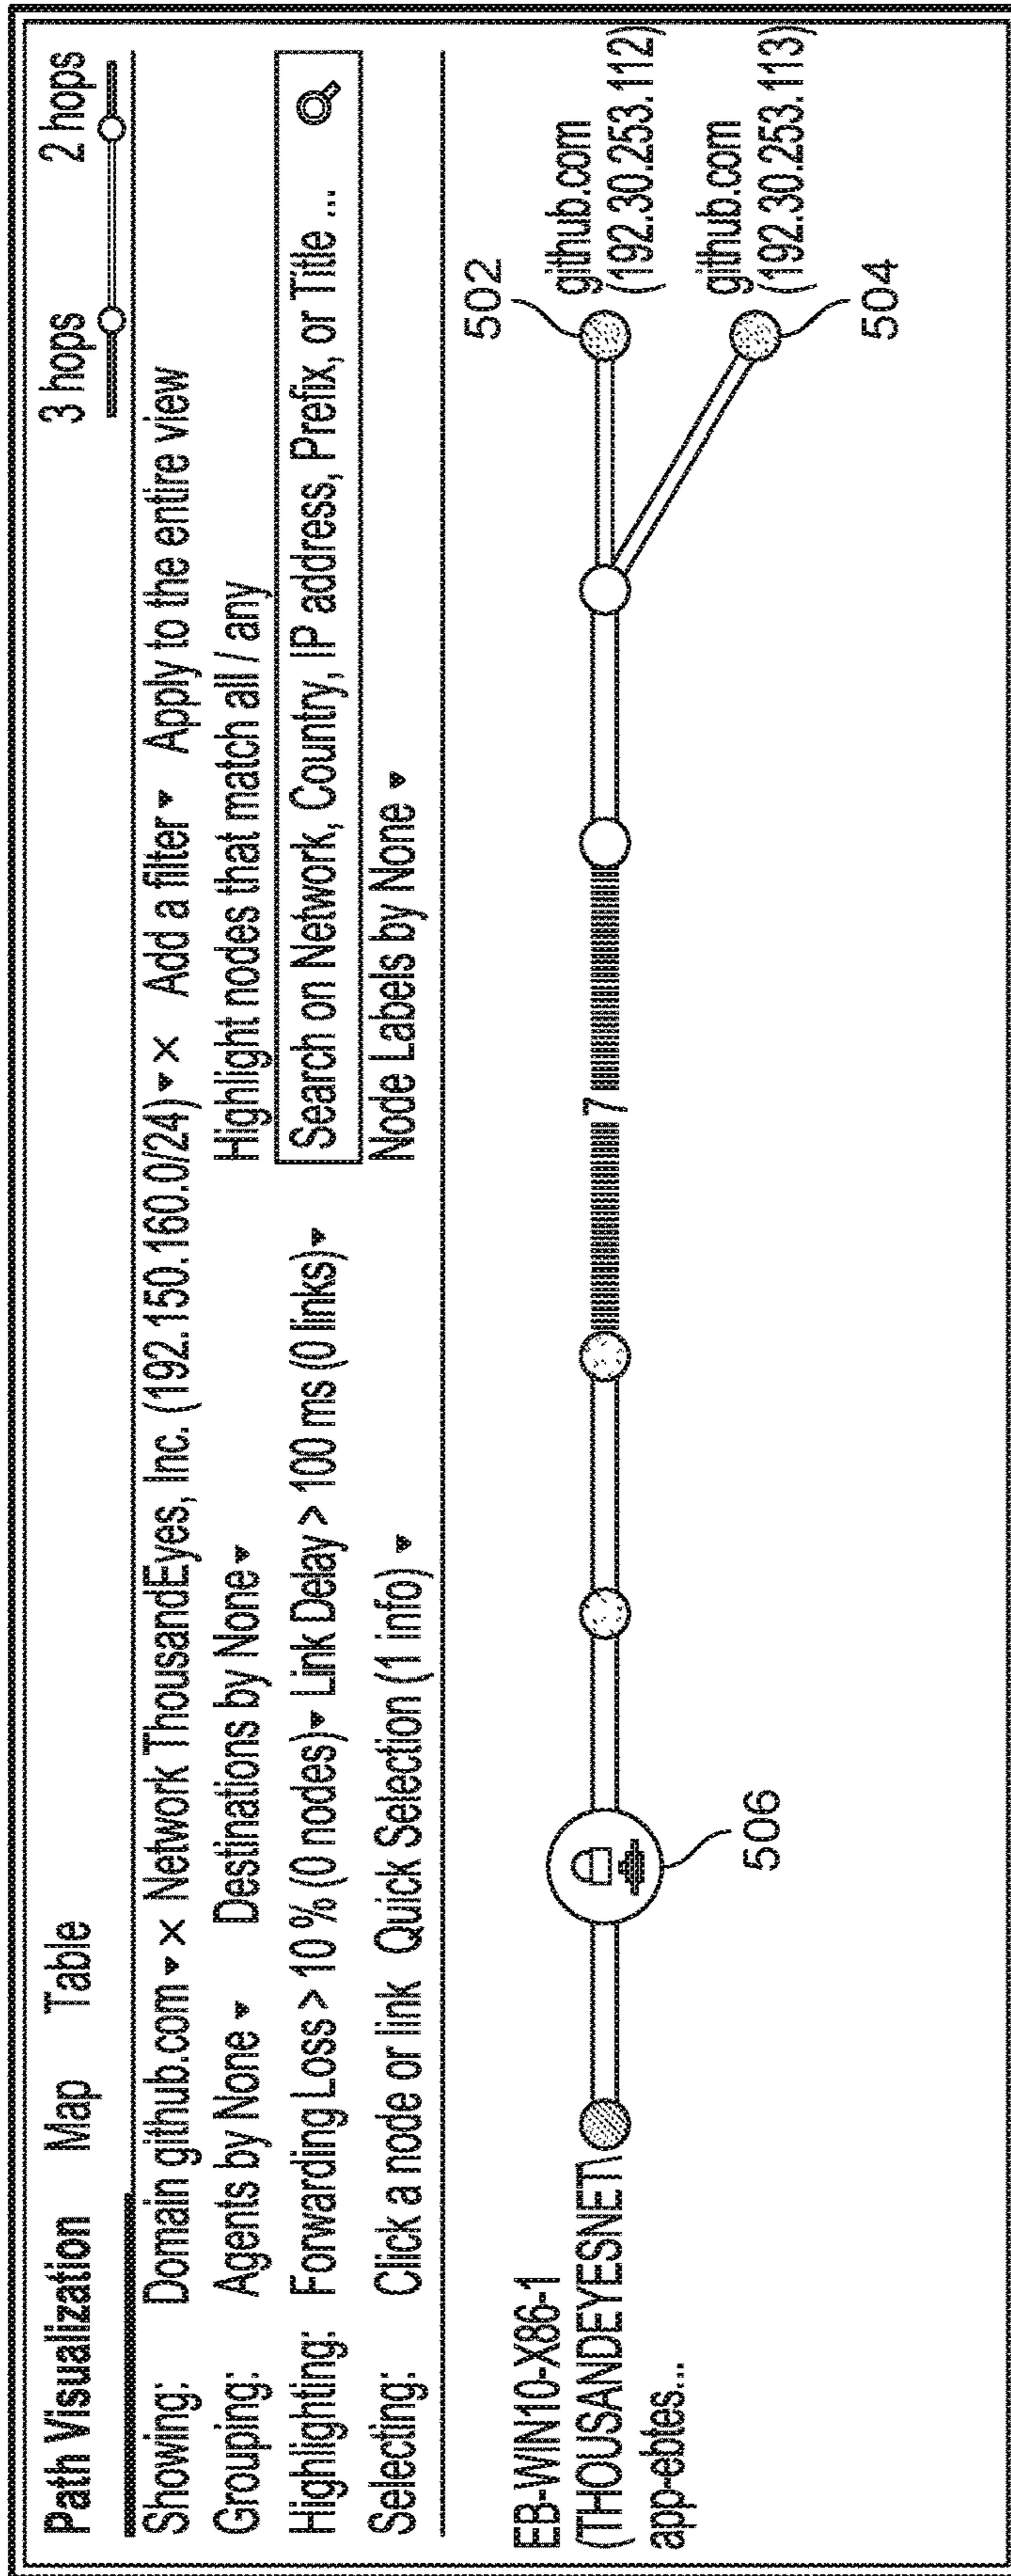 Path Visualization Map Table
3 hops 2 hops
Showing: Domain github.com ▾ × Network ThousandEyes, Inc. (192.150.160.0/24) ▾ × Add a filter ▾ Apply to the entire view
Grouping: Agents by None ▾ Destinations by None ▾ Highlight nodes that match all / any
Highlighting: Forwarding Loss > 10 % (0 nodes) ▾ Link Delay > 100 ms (0 links) ▾ Search on Network, Country, IP address, Prefix, or Title ...
Selecting: Click a node or link Quick Selection (1 info) ▾ Node Labels by None ▾
502
EB-WIN10-X86-1
(THOUSANDEYESNET\
app-ebtes...
7
github.com
(192.30.253.112)
github.com
(192.30.253.113)
506
504